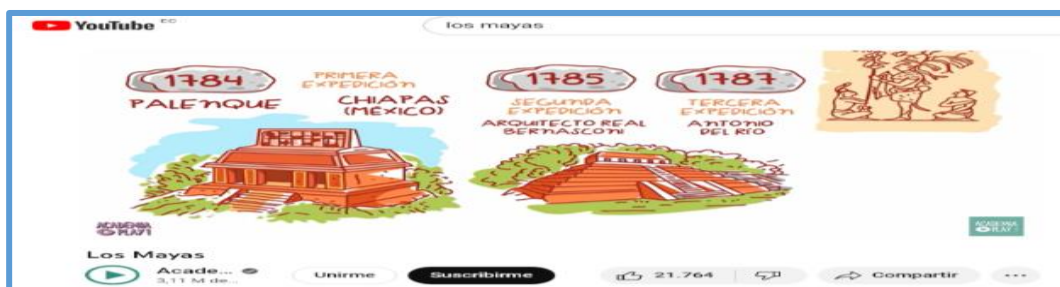 YouTube EC
los mayas
1784
PALENQUE
PRIMERA
EXPEDICIÓN
CHIAPAS
(MÉXICO)
1785
SEGUNDA
EXPEDICIÓN
ARQUITECTO REAL
BERNASCONI
1787
TERCERA
EXPEDICIÓN
ANTONIO
DEL RÍO
ACADEMIA
PLAY
ACADEMIA
PLAY
Los Mayas
Acade...
3,11 M de...
Unirme
Suscribirme
21.764
Compartir
...